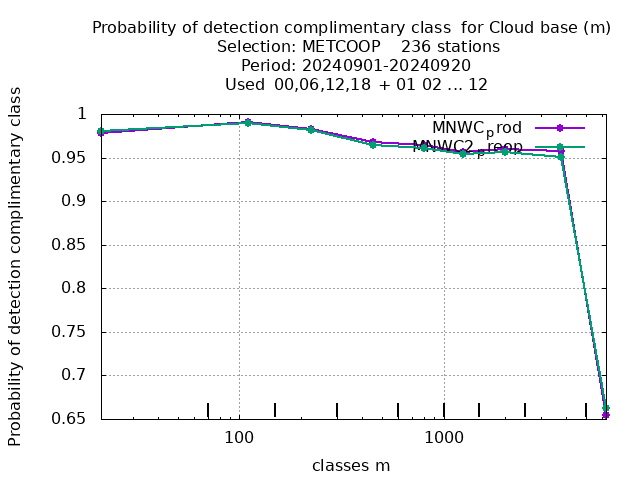 Probability of detection complimentary class  for Cloud base (m)
Selection: METCOOP    236 stations
Period: 20240901-20240920
Used  00,06,12,18 + 01 02 ... 12
Probability of detection complimentary class
1
0.95
0.9
0.85
0.8
0.75
0.7
0.65
MNWCprod
MNWC2preop
100
1000
classes m